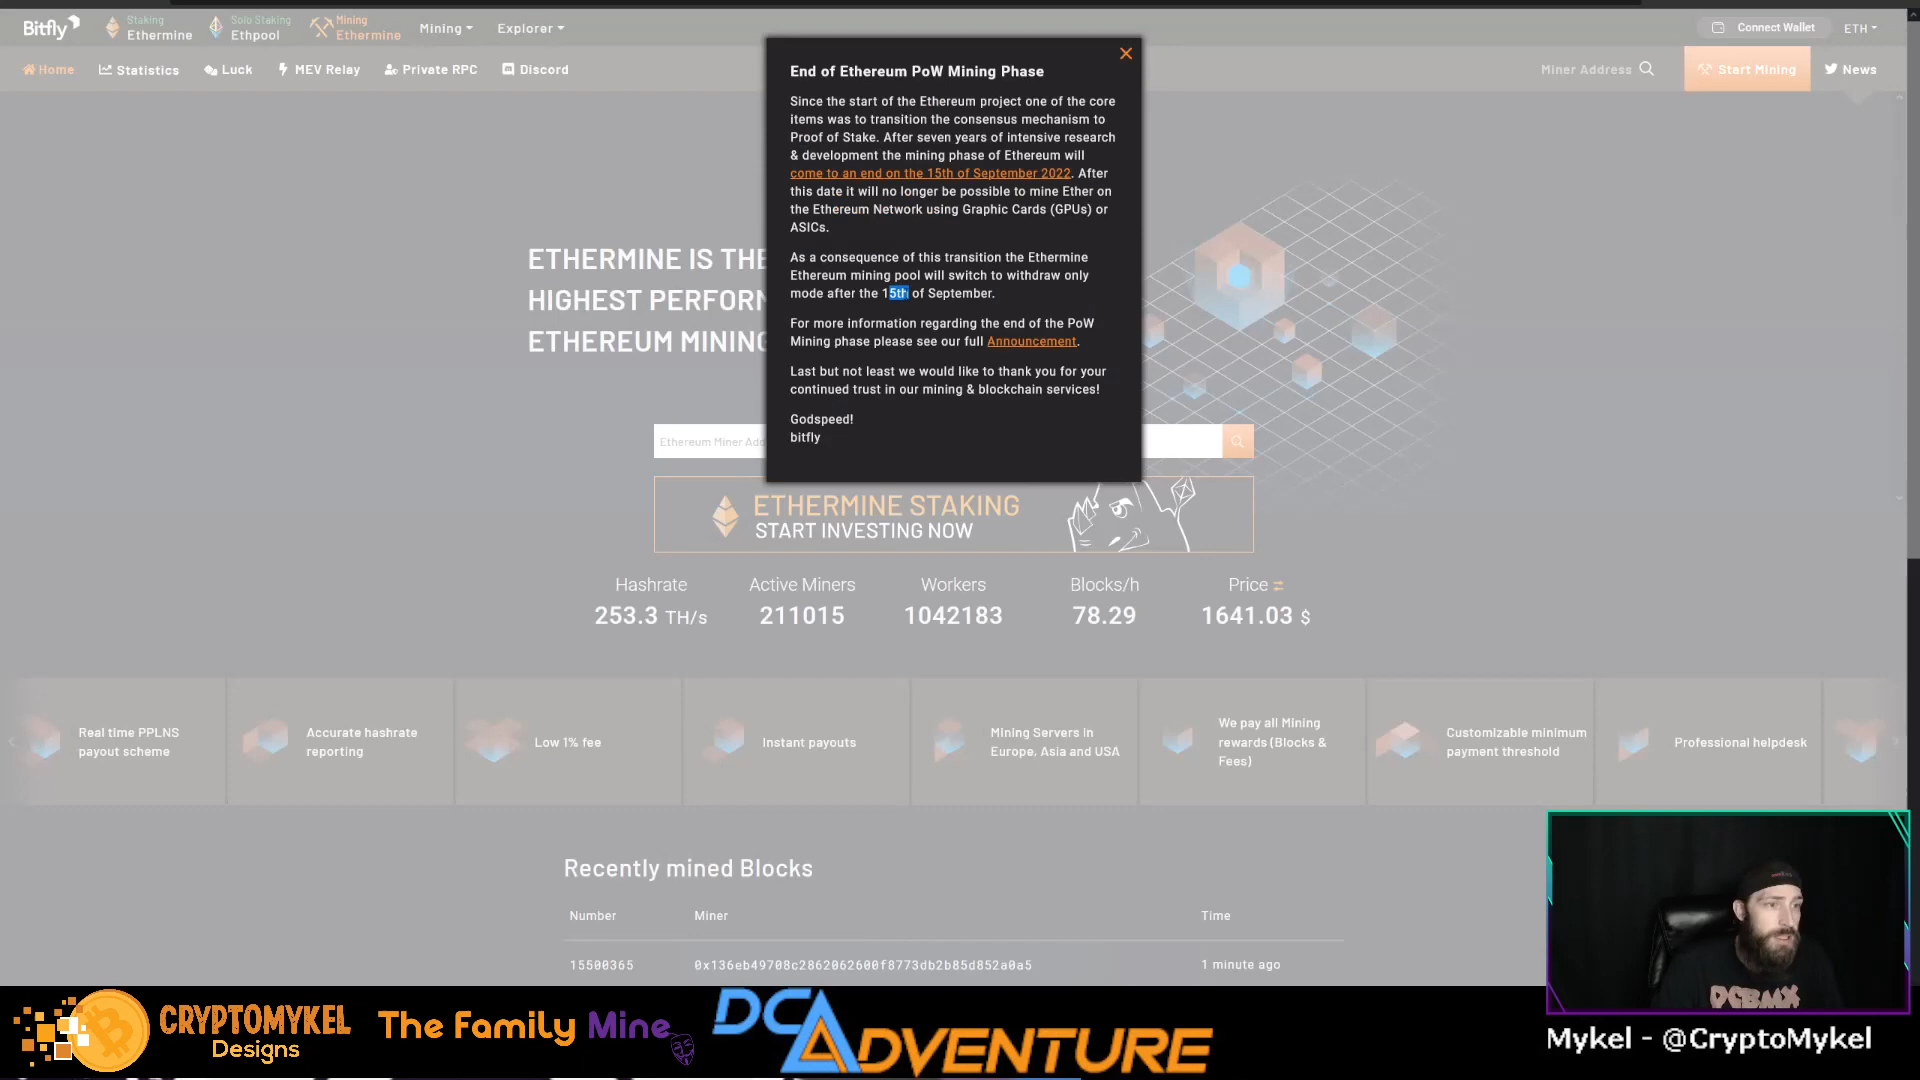 Bitfly
Staking
Ethermine
Solo Staking
Ethpool
Mining
Ethermine
Mining
Explorer
Connect Wallet
ETH
Home
Statistics
Luck
MEV Relay
Private RPC
Discord
Miner Address
Start Mining
News
End of Ethereum PoW Mining Phase
Since the start of the Ethereum project one of the core
items was to transition the consensus mechanism to
Proof of Stake. After seven years of intensive research
& development the mining phase of Ethereum will
come to an end on the 15th of September 2022. After
this date it will no longer be possible to mine Ether on
the Ethereum Network using Graphic Cards (GPUs) or
ASICs.
As a consequence of this transition the Ethermine
Ethereum mining pool will switch to withdraw only
mode after the 15th of September.
For more information regarding the end of the PoW
Mining phase please see our full Announcement.
Last but not least we would like to thank you for your
continued trust in our mining & blockchain services!
Godspeed!
bitfly
ETHERMINE IS THE
HIGHEST PERFORM
ETHEREUM MINING
Ethereum Miner Add
ETHERMINE STAKING
START INVESTING NOW
Hashrate
253.3 TH/s
Active Miners
211015
Workers
1042183
Blocks/h
78.29
Price
1641.03 $
Real time PPLNS
payout scheme
Accurate hashrate
reporting
Low 1% fee
Instant payouts
Mining Servers in
Europe, Asia and USA
We pay all Mining
rewards (Blocks &
Fees)
Customizable minimum
payment threshold
Professional helpdesk
Recently mined Blocks
Number Miner Time
15500365 0x136eb49708c2862062600f8773db2b85d852a0a5 1 minute ago
DCBMX
CRYPTOMYKEL
Designs
The Family Mine
DCADVENTURE
Mykel - @CryptoMykel